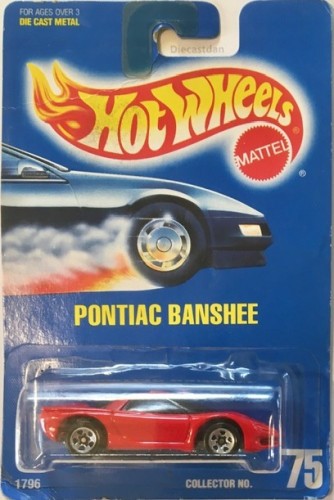 FOR AGES OVER 3
DIE CAST METAL
Diecastdan
HOT WHEELS
®
MATTEL
®
PONTIAC BANSHEE
1796
COLLECTOR NO.
75